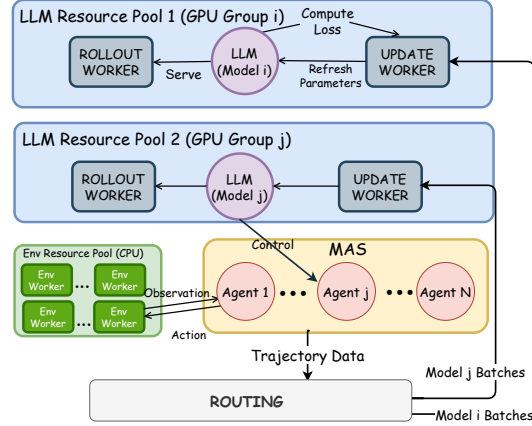 LLM Resource Pool 1 (GPU Group i)
Compute
Loss
ROLLOUT
WORKER
Serve
LLM
(Model i)
Refresh
Parameters
UPDATE
WORKER
LLM Resource Pool 2 (GPU Group j)
ROLLOUT
WORKER
LLM
(Model j)
UPDATE
WORKER
Control
Env Resource Pool (CPU)
Env
Worker
...
Env
Worker
Env
Worker
...
Env
Worker
Observation
Action
MAS
Agent 1
•••
Agent j
•••
Agent N
Trajectory Data
ROUTING
Model j Batches
Model i Batches